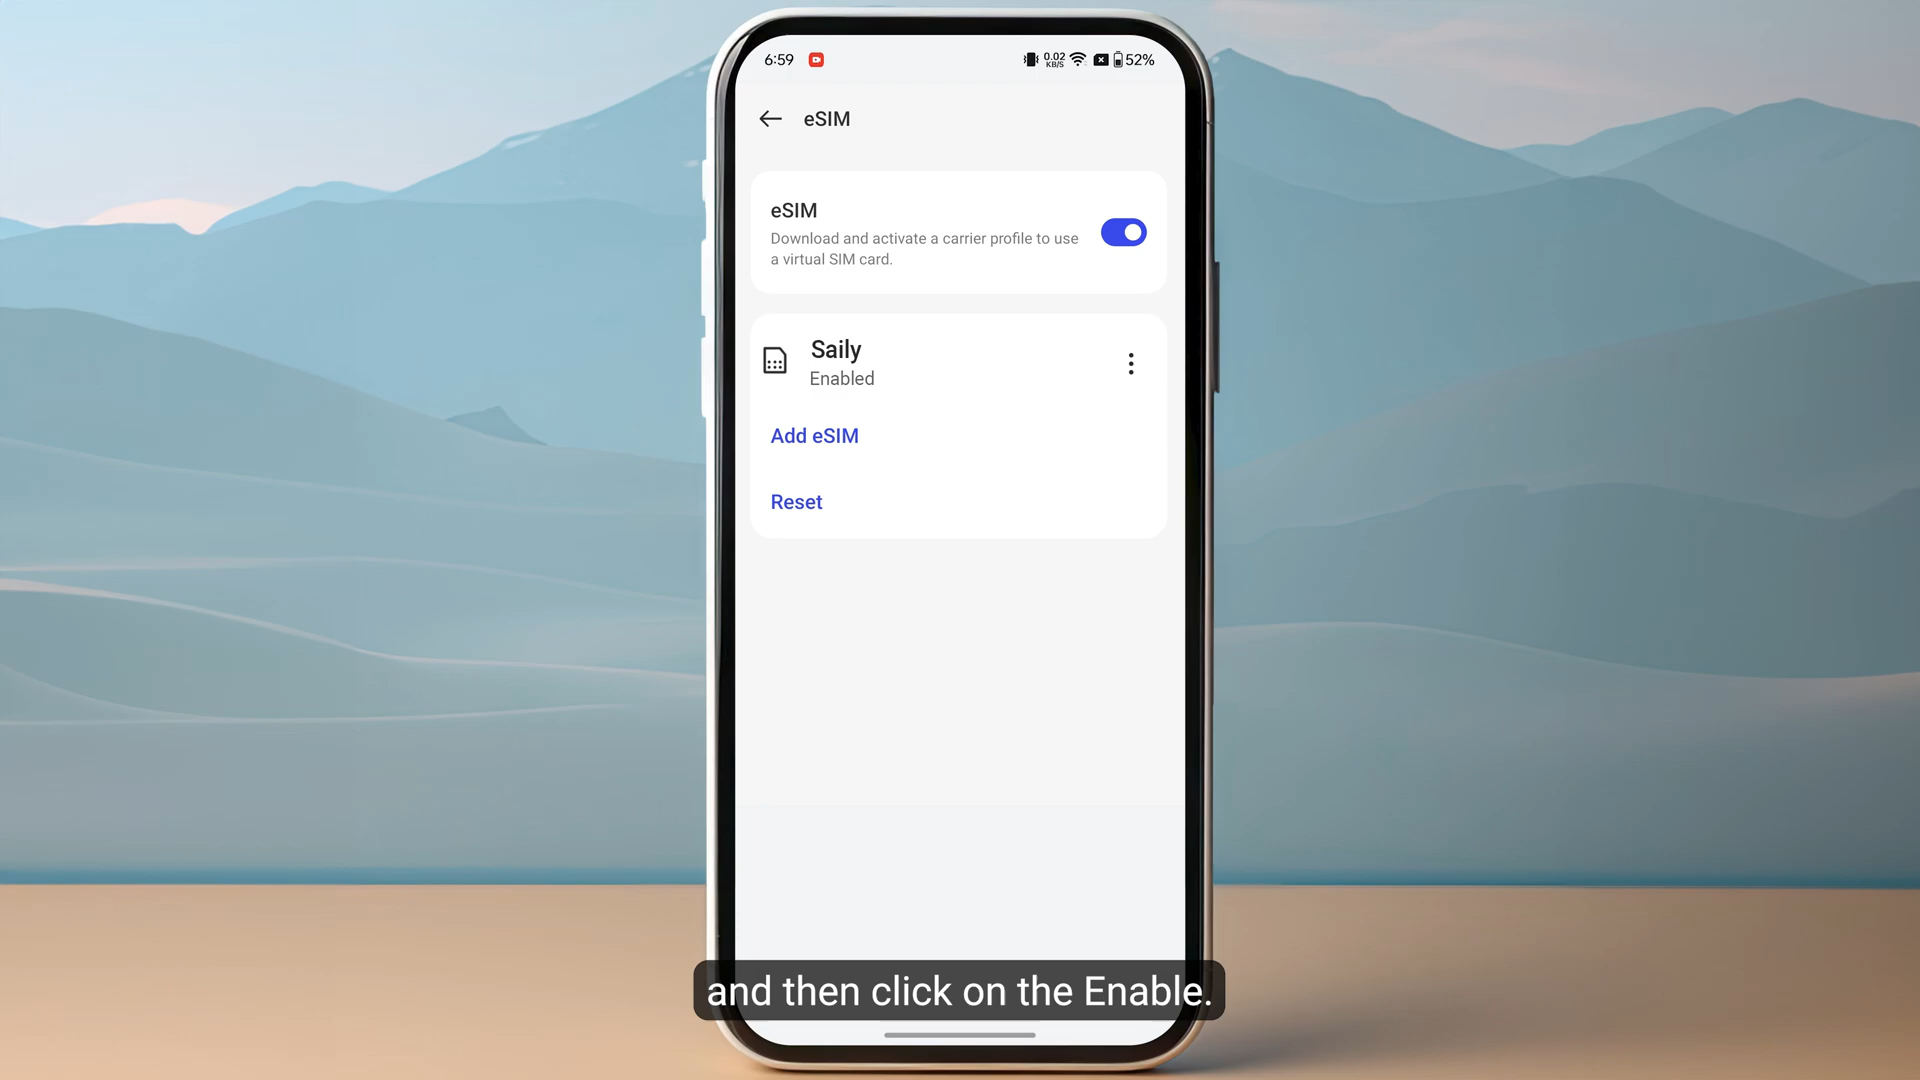 6:59
0.02
KB/S
52%
eSIM
eSIM
Download and activate a carrier profile to use
a virtual SIM card.
Saily
Enabled
Add eSIM
Reset
and then click on the Enable.